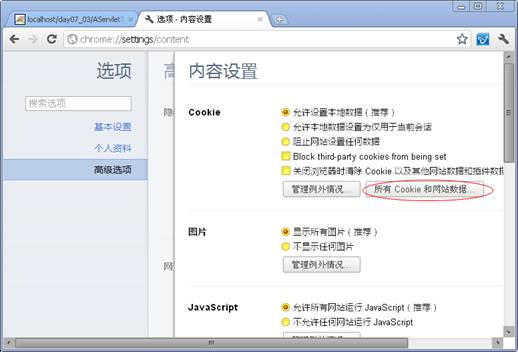 localhost/day07_03/AServletT
选项 - 内容设置
chrome://settings/content
选项
搜索选项
基本设置
个人资料
高级选项
高
隐
网
内容设置
Cookie
允许设置本地数据（推荐）
允许本地数据设置为仅用于当前会话
阻止网站设置任何数据
Block third-party cookies from being set
关闭浏览器时清除 Cookie 以及其他网站数据和插件数据
管理例外情况...
所有 Cookie 和网站数据...
图片
显示所有图片（推荐）
不显示任何图片
管理例外情况...
JavaScript
允许所有网站运行 JavaScript（推荐）
不允许任何网站运行 JavaScript